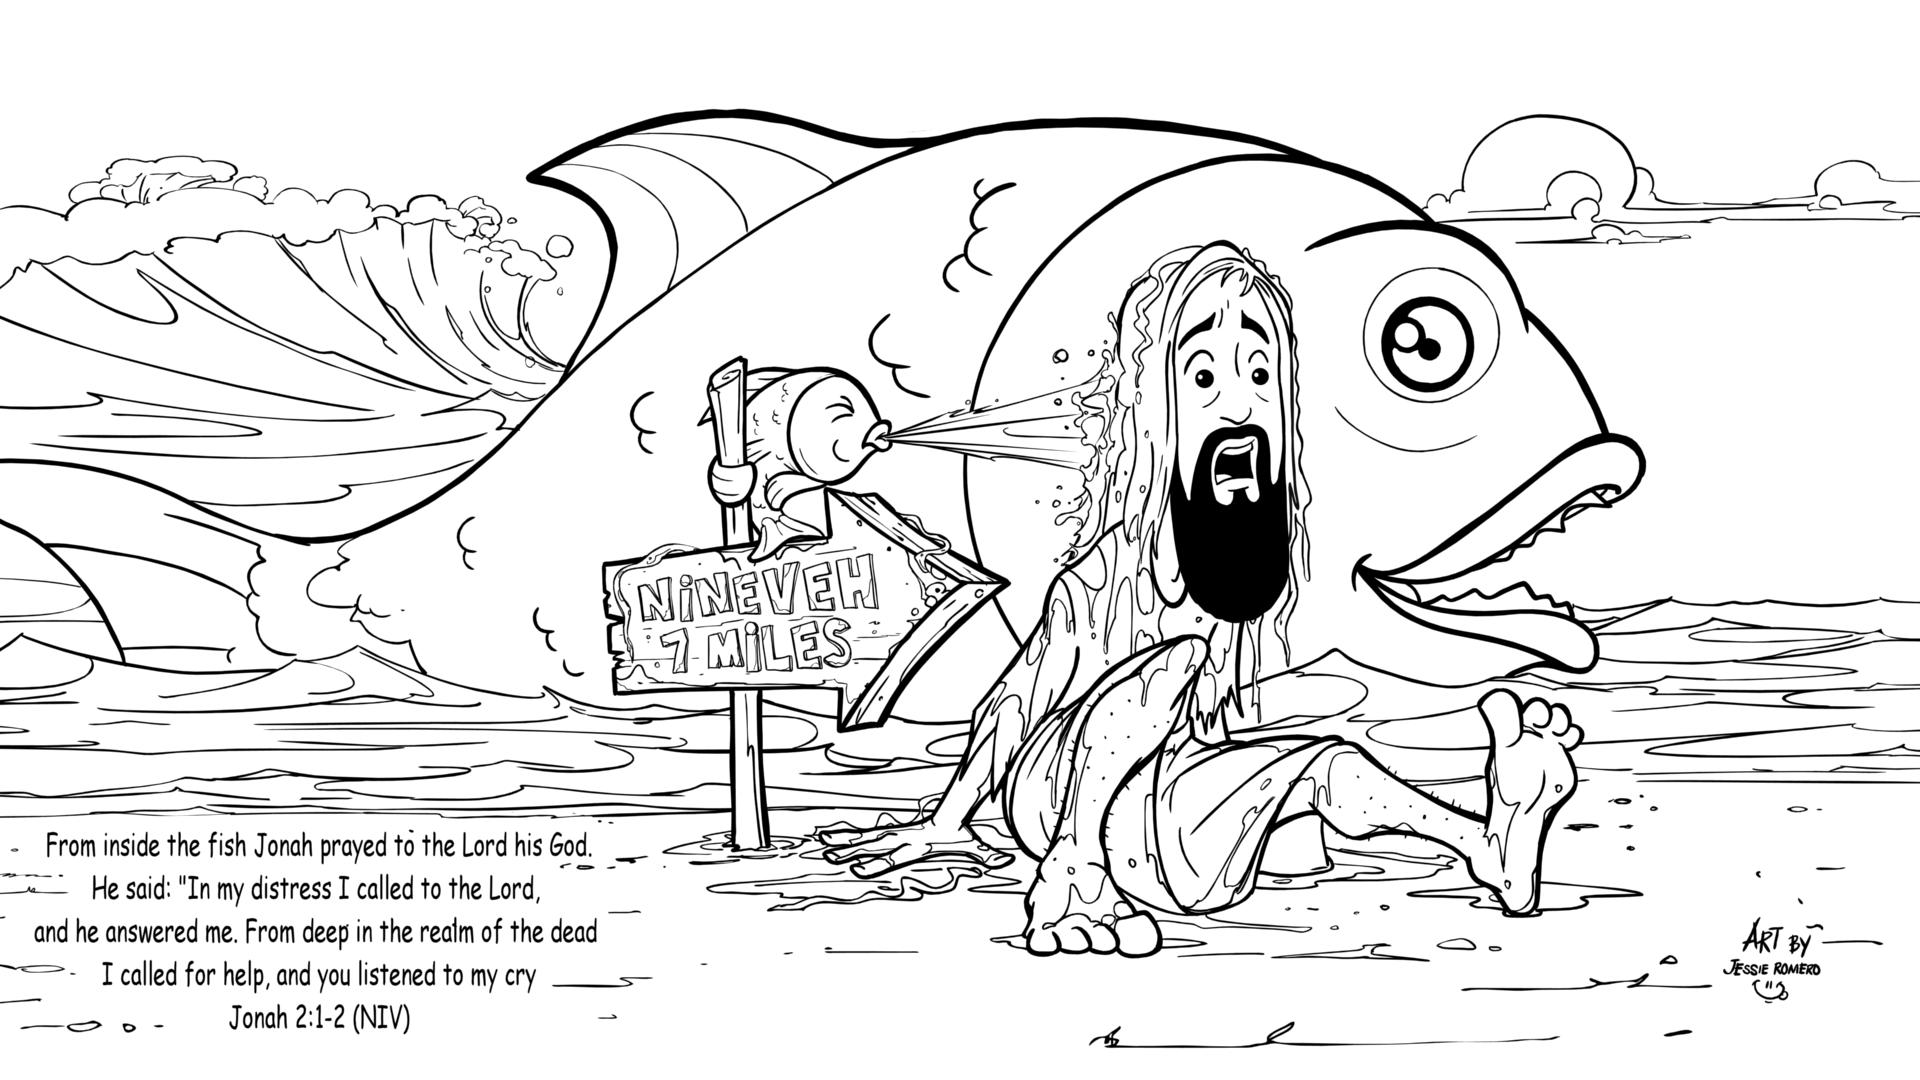 NiNEVEH
7 MiLES
From inside the fish Jonah prayed to the Lord his God.
He said: "In my distress I called to the Lord,
and he answered me. From deep in the realm of the dead
I called for help, and you listened to my cry
Jonah 2:1-2 (NIV)
ART BY
JESSIE ROMERO